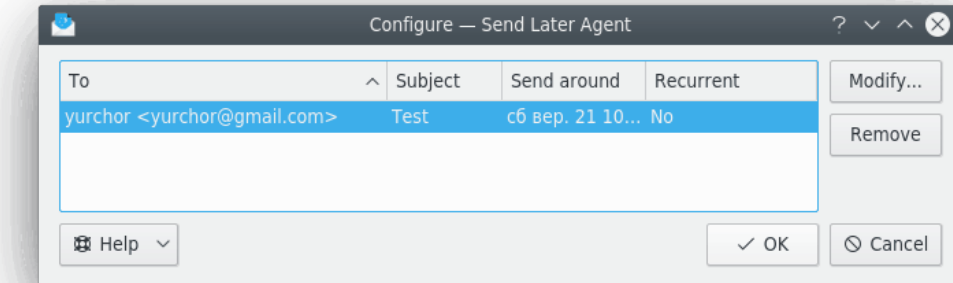 Configure — Send Later Agent
To Subject Send around Recurrent
yurchor <yurchor@gmail.com> Test сб вер. 21 10... No
Modify...
Remove
Help
OK
Cancel